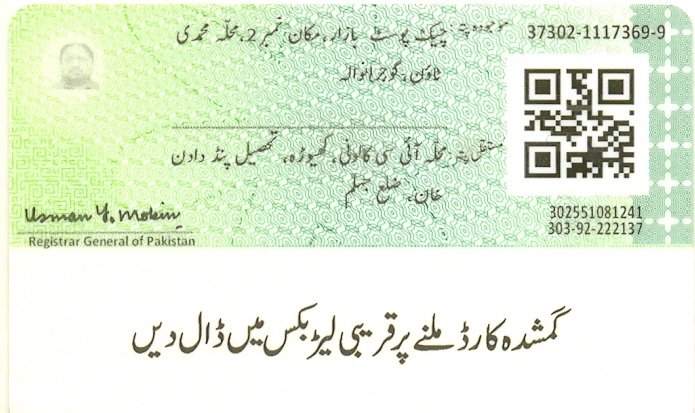 موجودہ پتہ: چیک پوسٹ بازار، مکان نمبر 2، محلّہ محمدی
ٹاؤن، گوجرانوالہ
37302-1117369-9
مستقل پتہ: محلہ آئی سی کالونی، کھیوڑہ، تحصیل پنڈ دادن
خان، ضلع جہلم
302551081241
303-92-222137
Usman Y. Mobin
Registrar General of Pakistan
گمشدہ کارڈ ملنے پر قریبی لیٹر بکس میں ڈال دیں